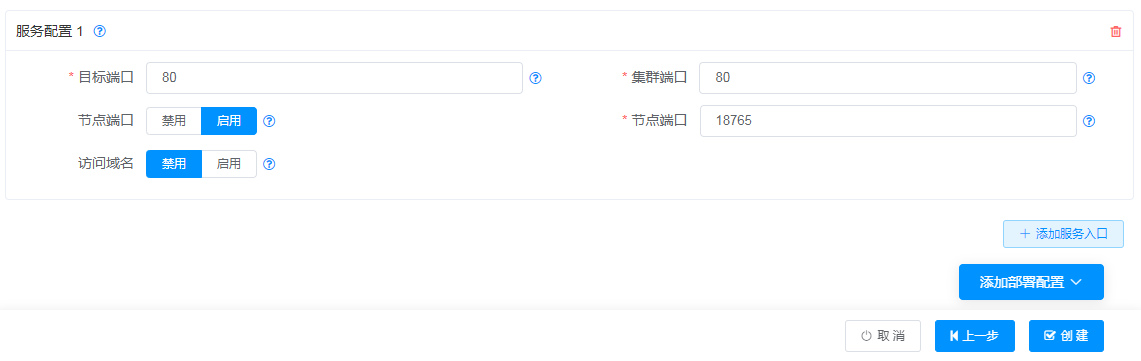 服务配置 1
* 目标端口 80 * 集群端口 80
节点端口 禁用 启用 * 节点端口 18765
访问域名 禁用 启用
+ 添加服务入口
添加部署配置
取 消 上一步 创 建